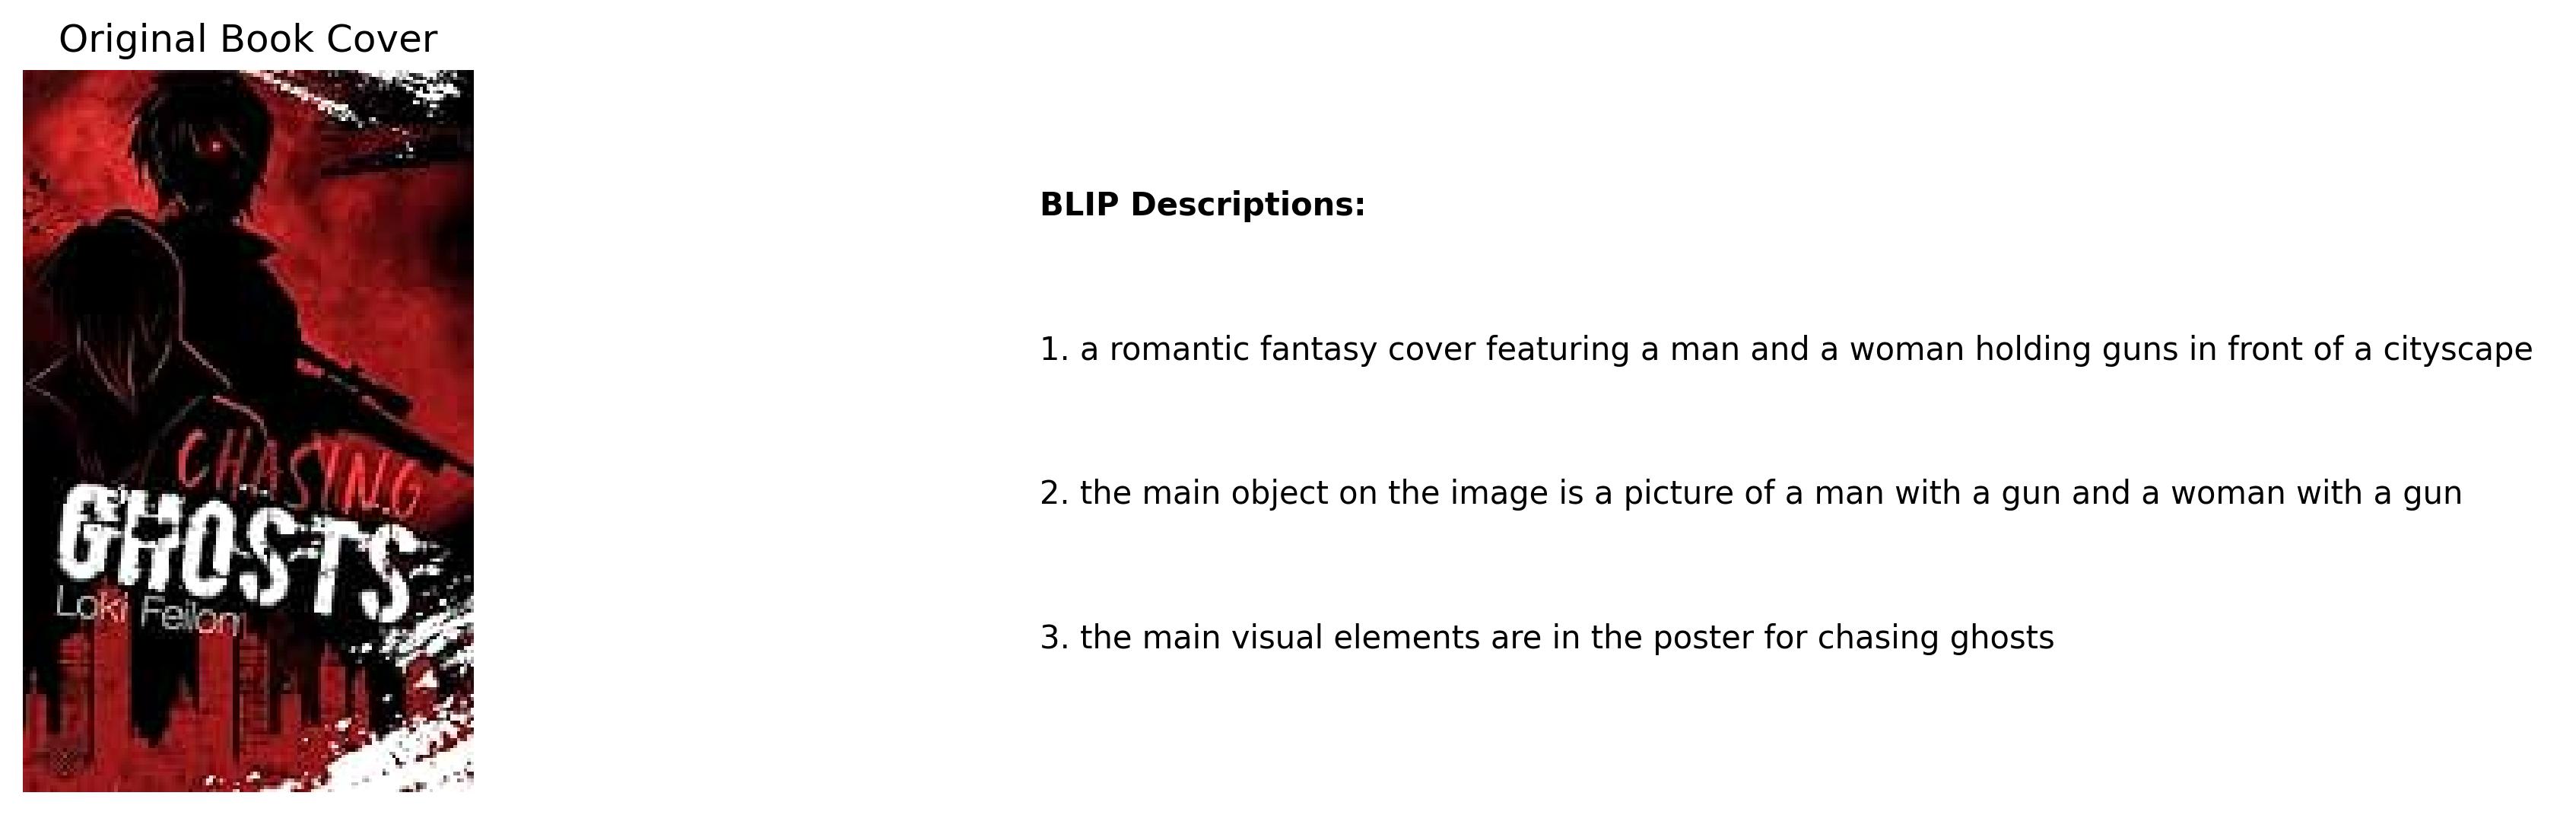 Original Book Cover
CHASING
GHOSTS
Loki Feilon
BLIP Descriptions:
1. a romantic fantasy cover featuring a man and a woman holding guns in front of a cityscape
2. the main object on the image is a picture of a man with a gun and a woman with a gun
3. the main visual elements are in the poster for chasing ghosts